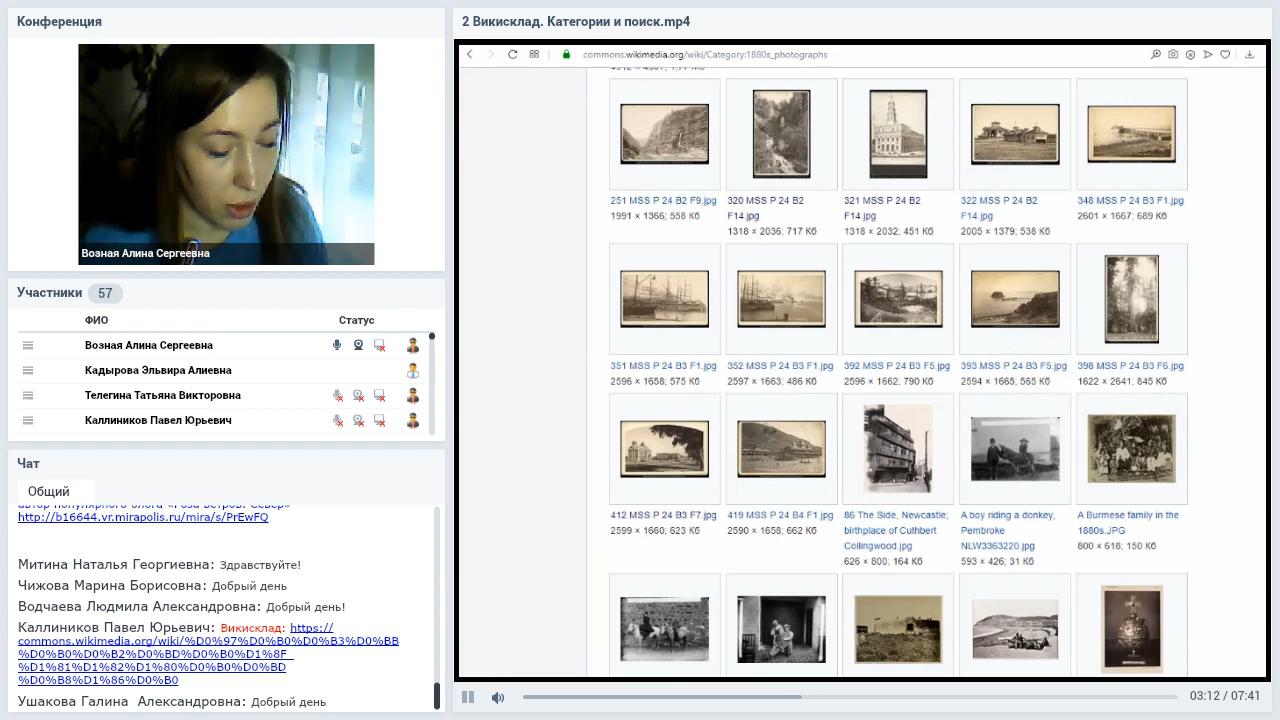 Конференция
Возная Алина Сергеевна
Участники 57
ФИО Статус
Возная Алина Сергеевна
Кадырова Эльвира Алиевна
Телегина Татьяна Викторовна
Каллиников Павел Юрьевич
Чат
Общий
http://b16644.vr.mirapolis.ru/mira/s/PrEwFQ
Митина Наталья Георгиевна: Здравствуйте!
Чижова Марина Борисовна: Добрый день
Водчаева Людмила Александровна: Добрый день!
Каллиников Павел Юрьевич: Викисклад: https://
commons.wikimedia.org/wiki/%D0%97%D0%B0%D0%B3%D0%BB
%D0%B0%D0%B2%D0%BD%D0%B0%D1%8F_
%D1%81%D1%82%D1%80%D0%B0%D0%BD
%D0%B8%D1%86%D0%B0
Ушакова Галина Александровна: Добрый день
2 Викисклад. Категории и поиск.mp4
commons.wikimedia.org/wiki/Category:1880s_photographs
251 MSS P 24 B2 F9.jpg
1991 × 1366; 558 Кб
320 MSS P 24 B2
F14.jpg
1318 × 2036; 717 Кб
321 MSS P 24 B2
F14.jpg
1318 × 2032; 451 Кб
322 MSS P 24 B2
F14.jpg
2005 × 1379; 538 Кб
348 MSS P 24 B3 F1.jpg
2601 × 1667; 689 Кб
351 MSS P 24 B3 F1.jpg
2596 × 1658; 575 Кб
352 MSS P 24 B3 F1.jpg
2597 × 1663; 486 Кб
392 MSS P 24 B3 F5.jpg
2596 × 1662; 790 Кб
393 MSS P 24 B3 F5.jpg
2594 × 1665; 565 Кб
398 MSS P 24 B3 F6.jpg
1622 × 2641; 845 Кб
412 MSS P 24 B3 F7.jpg
2599 × 1660; 623 Кб
419 MSS P 24 B4 F1.jpg
2590 × 1658; 662 Кб
86 The Side, Newcastle;
birthplace of Cuthbert
Collingwood.jpg
626 × 800; 164 Кб
A boy riding a donkey,
Pembroke
NLW3363220.jpg
593 × 426; 31 Кб
A Burmese family in the
1880s.JPG
800 × 618; 150 Кб
03:12 / 07:41